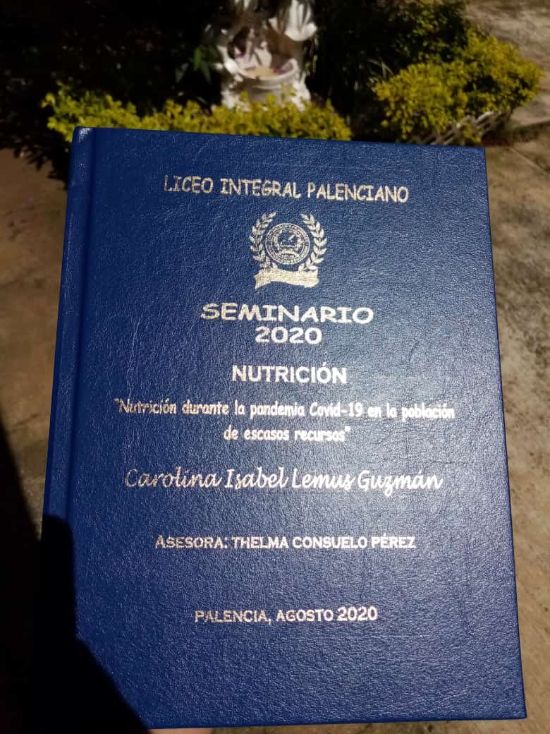 LICEO INTEGRAL PALENCIANO
SEMINARIO
2020
NUTRICIÓN
"Nutrición durante la pandemia Covid-19 en la población
de escasos recursos"
Carolina Isabel Lemus Guzmán
ASESORA: THELMA CONSUELO PÉREZ
PALENCIA, AGOSTO 2020